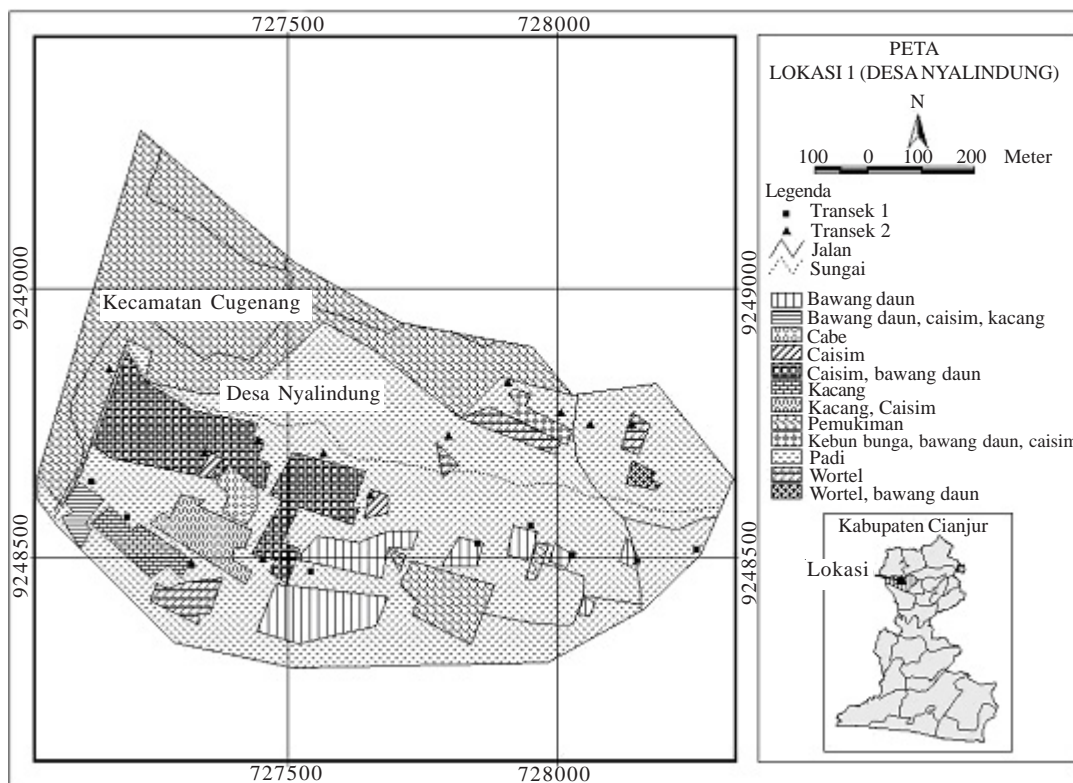 727500
728000
9249000
9248500
Kecamatan Cugenang
Desa Nyalindung
9249000
9248500
727500
728000
PETA
LOKASI 1 (DESA NYALINDUNG)
N
100 0 100 200 Meter
Legenda
Transek 1
Transek 2
Jalan
Sungai
Bawang daun
Bawang daun, caisim, kacang
Cabe
Caisim
Caisim, bawang daun
Kacang
Kacang, Caisim
Pemukiman
Kebun bunga, bawang daun, caisim
Padi
Wortel
Wortel, bawang daun
Kabupaten Cianjur
Lokasi